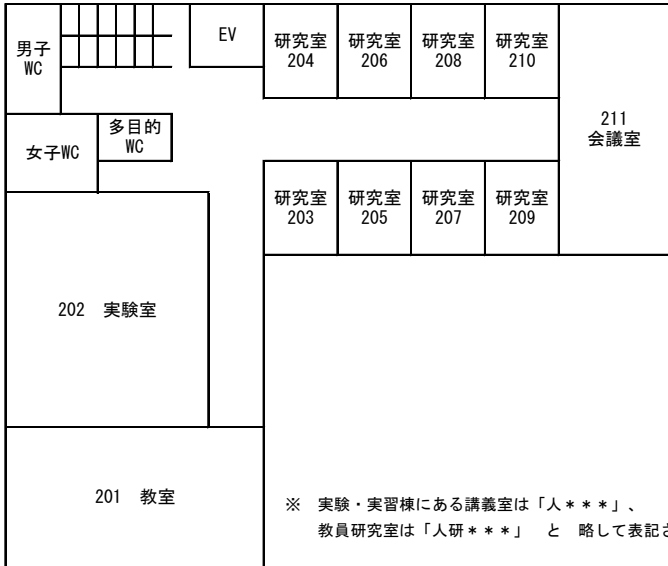 男子
WC
EV
研究室
204
研究室
206
研究室
208
研究室
210
211
会議室
女子WC
多目的
WC
研究室
203
研究室
205
研究室
207
研究室
209
202　実験室
201　教室
※　実験・実習棟にある講義室は「人＊＊＊」、
教員研究室は「人研＊＊＊」　と　略して表記さ